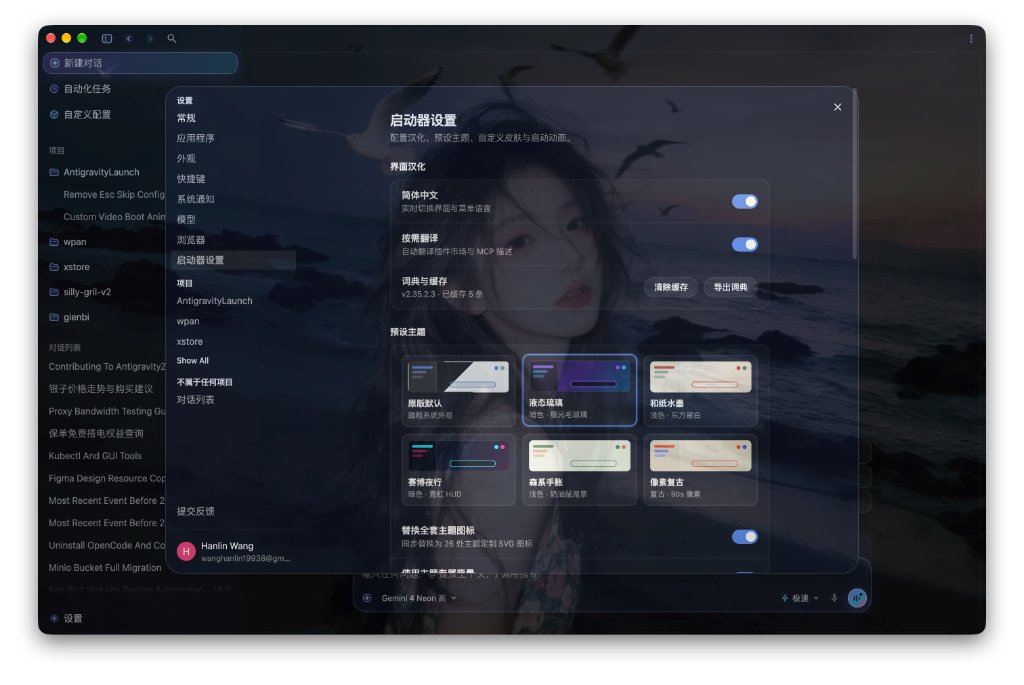 新建对话
自动化任务
自定义配置
项目
AntigravityLaunch
Remove Esc Skip Config
Custom Video Boot Anin
wpan
xstore
silly-gril-v2
gienbi
对话列表
Contributing To AntigravityZ
银子价格走势与购买建议
Proxy Bandwidth Testing Gu
保单免费搭电权益查询
Kubectl And GUI Tools
Figma Design Resource Cop
Most Recent Event Before 2
Most Recent Event Before 2
Uninstall OpenCode And Co
Minio Bucket Full Migration
设置
设置
常规
应用程序
外观
快捷键
系统通知
模型
浏览器
启动器设置
项目
AntigravityLaunch
wpan
xstore
Show All
不属于任何项目
对话列表
提交反馈
H
Hanlin Wang
wanghanlin19938@gm...
启动器设置
配置汉化、预设主题、自定义皮肤与启动动画。
界面汉化
简体中文
实时切换界面与菜单语言
按需翻译
自动翻译插件市场与 MCP 描述
词典与缓存
v2.35.2.3 · 已缓存 5 条
清除缓存
导出词典
预设主题
原版默认
跟随系统外观
液态琉璃
暗色 · 极光毛玻璃
和纸水墨
浅色 · 东方留白
赛博夜行
暗色 · 霓虹 HUD
森系手账
浅色 · 奶油鼠尾草
像素复古
复古 · 90s 像素
替换全套主题图标
同步替换为 26 处主题定制 SVG 图标
使用主题专属背景
Gemini 4 Neon 高
极速